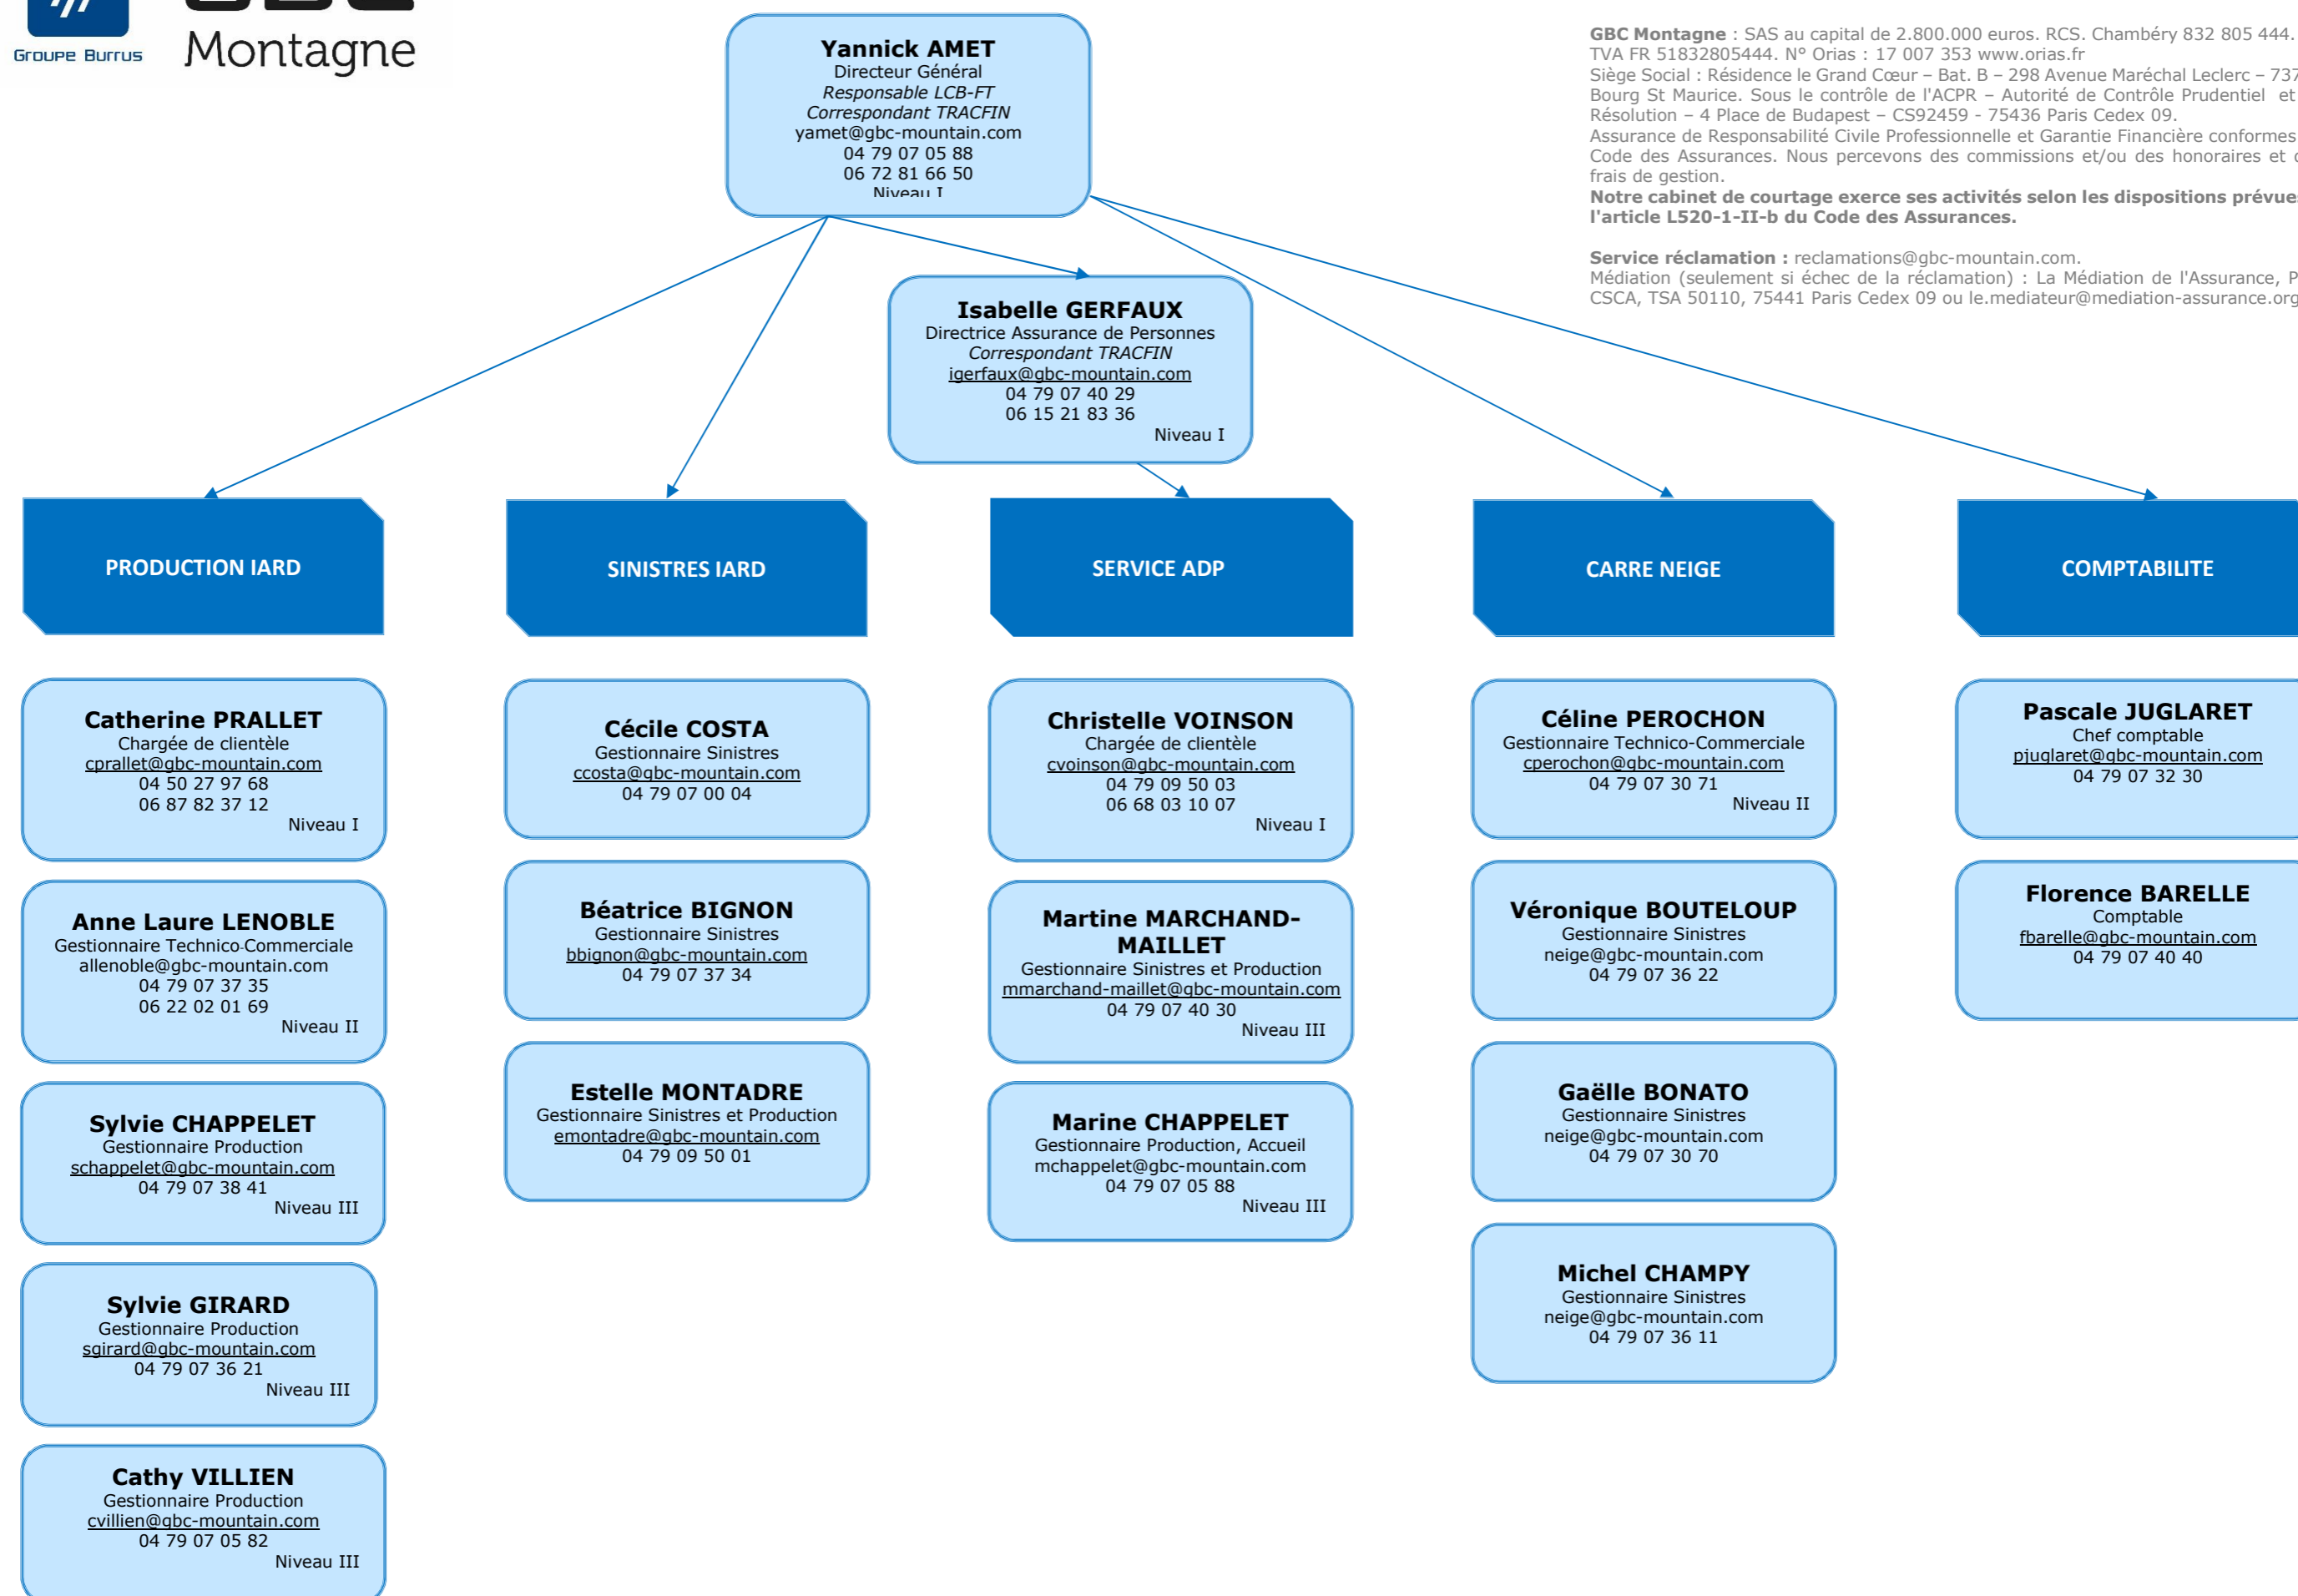 Groupe Burrus
Montagne
Yannick AMET
Directeur Général
Responsable LCB-FT
Correspondant TRACFIN
yamet@gbc-mountain.com
04 79 07 05 88
06 72 81 66 50
Niveau I
GBC Montagne : SAS au capital de 2.800.000 euros. RCS. Chambéry 832 805 444.
TVA FR 51832805444. N° Orias : 17 007 353 www.orias.fr
Siège Social : Résidence le Grand Cœur – Bat. B – 298 Avenue Maréchal Leclerc – 737
Bourg St Maurice. Sous le contrôle de l'ACPR – Autorité de Contrôle Prudentiel et
Résolution – 4 Place de Budapest – CS92459 - 75436 Paris Cedex 09.
Assurance de Responsabilité Civile Professionnelle et Garantie Financière conformes
Code des Assurances. Nous percevons des commissions et/ou des honoraires et
frais de gestion.
Notre cabinet de courtage exerce ses activités selon les dispositions prévues
l'article L520-1-II-b du Code des Assurances.
Service réclamation : reclamations@gbc-mountain.com.
Médiation (seulement si échec de la réclamation) : La Médiation de l'Assurance, P
CSCA, TSA 50110, 75441 Paris Cedex 09 ou le.mediateur@mediation-assurance.org
Isabelle GERFAUX
Directrice Assurance de Personnes
Correspondant TRACFIN
igerfaux@gbc-mountain.com
04 79 07 40 29
06 15 21 83 36
Niveau I
PRODUCTION IARD
SINISTRES IARD
SERVICE ADP
CARRE NEIGE
COMPTABILITE
Catherine PRALLET
Chargée de clientèle
cprallet@gbc-mountain.com
04 50 27 97 68
06 87 82 37 12
Niveau I
Anne Laure LENOBLE
Gestionnaire Technico-Commerciale
allenoble@gbc-mountain.com
04 79 07 37 35
06 22 02 01 69
Niveau II
Sylvie CHAPPELET
Gestionnaire Production
schappelet@gbc-mountain.com
04 79 07 38 41
Niveau III
Sylvie GIRARD
Gestionnaire Production
sgirard@gbc-mountain.com
04 79 07 36 21
Niveau III
Cathy VILLIEN
Gestionnaire Production
cvillien@gbc-mountain.com
04 79 07 05 82
Niveau III
Cécile COSTA
Gestionnaire Sinistres
ccosta@gbc-mountain.com
04 79 07 00 04
Béatrice BIGNON
Gestionnaire Sinistres
bbignon@gbc-mountain.com
04 79 07 37 34
Estelle MONTADRE
Gestionnaire Sinistres et Production
emontadre@gbc-mountain.com
04 79 09 50 01
Christelle VOINSON
Chargée de clientèle
cvoinson@gbc-mountain.com
04 79 09 50 03
06 68 03 10 07
Niveau I
Martine MARCHAND-
MAILLET
Gestionnaire Sinistres et Production
mmarchand-maillet@gbc-mountain.com
04 79 07 40 30
Niveau III
Marine CHAPPELET
Gestionnaire Production, Accueil
mchappelet@gbc-mountain.com
04 79 07 05 88
Niveau III
Céline PEROCHON
Gestionnaire Technico-Commerciale
cperochon@gbc-mountain.com
04 79 07 30 71
Niveau II
Véronique BOUTELOUP
Gestionnaire Sinistres
neige@gbc-mountain.com
04 79 07 36 22
Gaëlle BONATO
Gestionnaire Sinistres
neige@gbc-mountain.com
04 79 07 30 70
Michel CHAMPY
Gestionnaire Sinistres
neige@gbc-mountain.com
04 79 07 36 11
Pascale JUGLARET
Chef comptable
pjuglaret@gbc-mountain.com
04 79 07 32 30
Florence BARELLE
Comptable
fbarelle@gbc-mountain.com
04 79 07 40 40